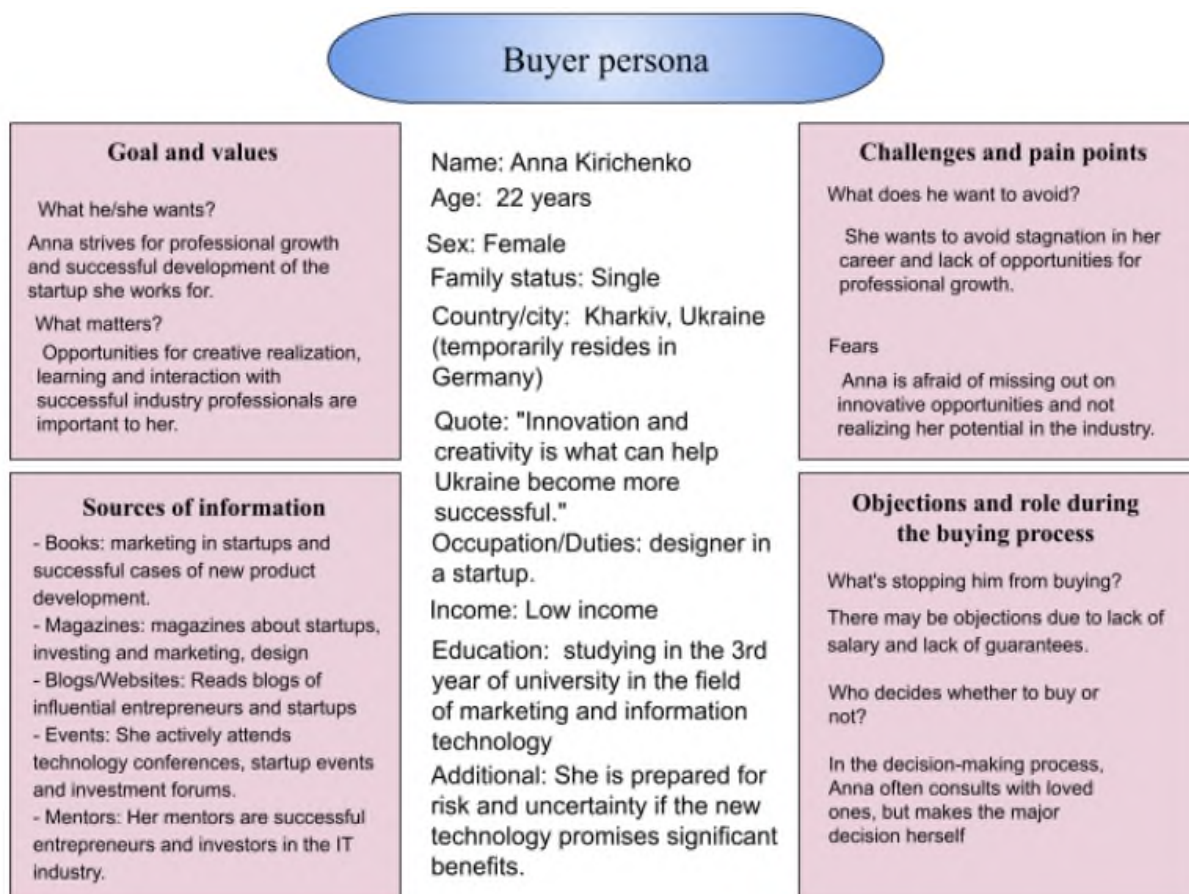 Buyer persona
Goal and values
What he/she wants?
Anna strives for professional growth
and successful development of the
startup she works for.
What matters?
Opportunities for creative realization,
learning and interaction with
successful industry professionals are
important to her.
Sources of information
- Books: marketing in startups and
successful cases of new product
development.
- Magazines: magazines about startups,
investing and marketing, design
- Blogs/Websites: Reads blogs of
influential entrepreneurs and startups
- Events: She actively attends
technology conferences, startup events
and investment forums.
- Mentors: Her mentors are successful
entrepreneurs and investors in the IT
industry.
Name: Anna Kirichenko
Age: 22 years
Sex: Female
Family status: Single
Country/city: Kharkiv, Ukraine
(temporarily resides in
Germany)
Quote: "Innovation and
creativity is what can help
Ukraine become more
successful."
Occupation/Duties: designer in
a startup.
Income: Low income
Education: studying in the 3rd
year of university in the field
of marketing and information
technology
Additional: She is prepared for
risk and uncertainty if the new
technology promises significant
benefits.
Challenges and pain points
What does he want to avoid?
She wants to avoid stagnation in her
career and lack of opportunities for
professional growth.
Fears
Anna is afraid of missing out on
innovative opportunities and not
realizing her potential in the industry.
Objections and role during
the buying process
What's stopping him from buying?
There may be objections due to lack of
salary and lack of guarantees.
Who decides whether to buy or
not?
In the decision-making process,
Anna often consults with loved
ones, but makes the major
decision herself